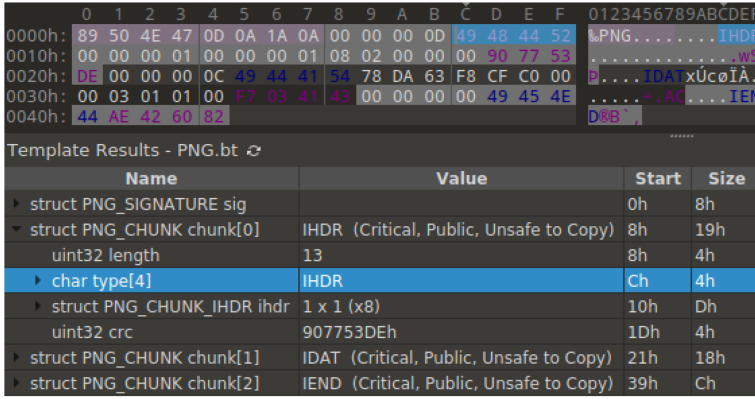 0 1 2 3 4 5 6 7 8 9 A B C D E F 0123456789ABCDEF
0000h: 89 50 4E 47 0D 0A 1A 0A 00 00 00 0D 49 48 44 52 ‰PNG........IHDR
0010h: 00 00 00 01 00 00 00 01 08 02 00 00 00 90 77 53 ..............wS
0020h: DE 00 00 00 0C 49 44 41 54 78 DA 63 F8 CF C0 00 Þ....IDATxÚcøÏÀ.
0030h: 00 03 01 01 00 F7 03 41 43 00 00 00 00 49 45 4E .....÷.AC....IEN
0040h: 44 AE 42 60 82 D®B`‚
Template Results - PNG.bt
Name Value Start Size
struct PNG_SIGNATURE sig 0h 8h
struct PNG_CHUNK chunk[0] IHDR (Critical, Public, Unsafe to Copy) 8h 19h
uint32 length 13 8h 4h
char type[4] IHDR Ch 4h
struct PNG_CHUNK_IHDR ihdr 1 x 1 (x8) 10h Dh
uint32 crc 907753DEh 1Dh 4h
struct PNG_CHUNK chunk[1] IDAT (Critical, Public, Unsafe to Copy) 21h 18h
struct PNG_CHUNK chunk[2] IEND (Critical, Public, Unsafe to Copy) 39h Ch